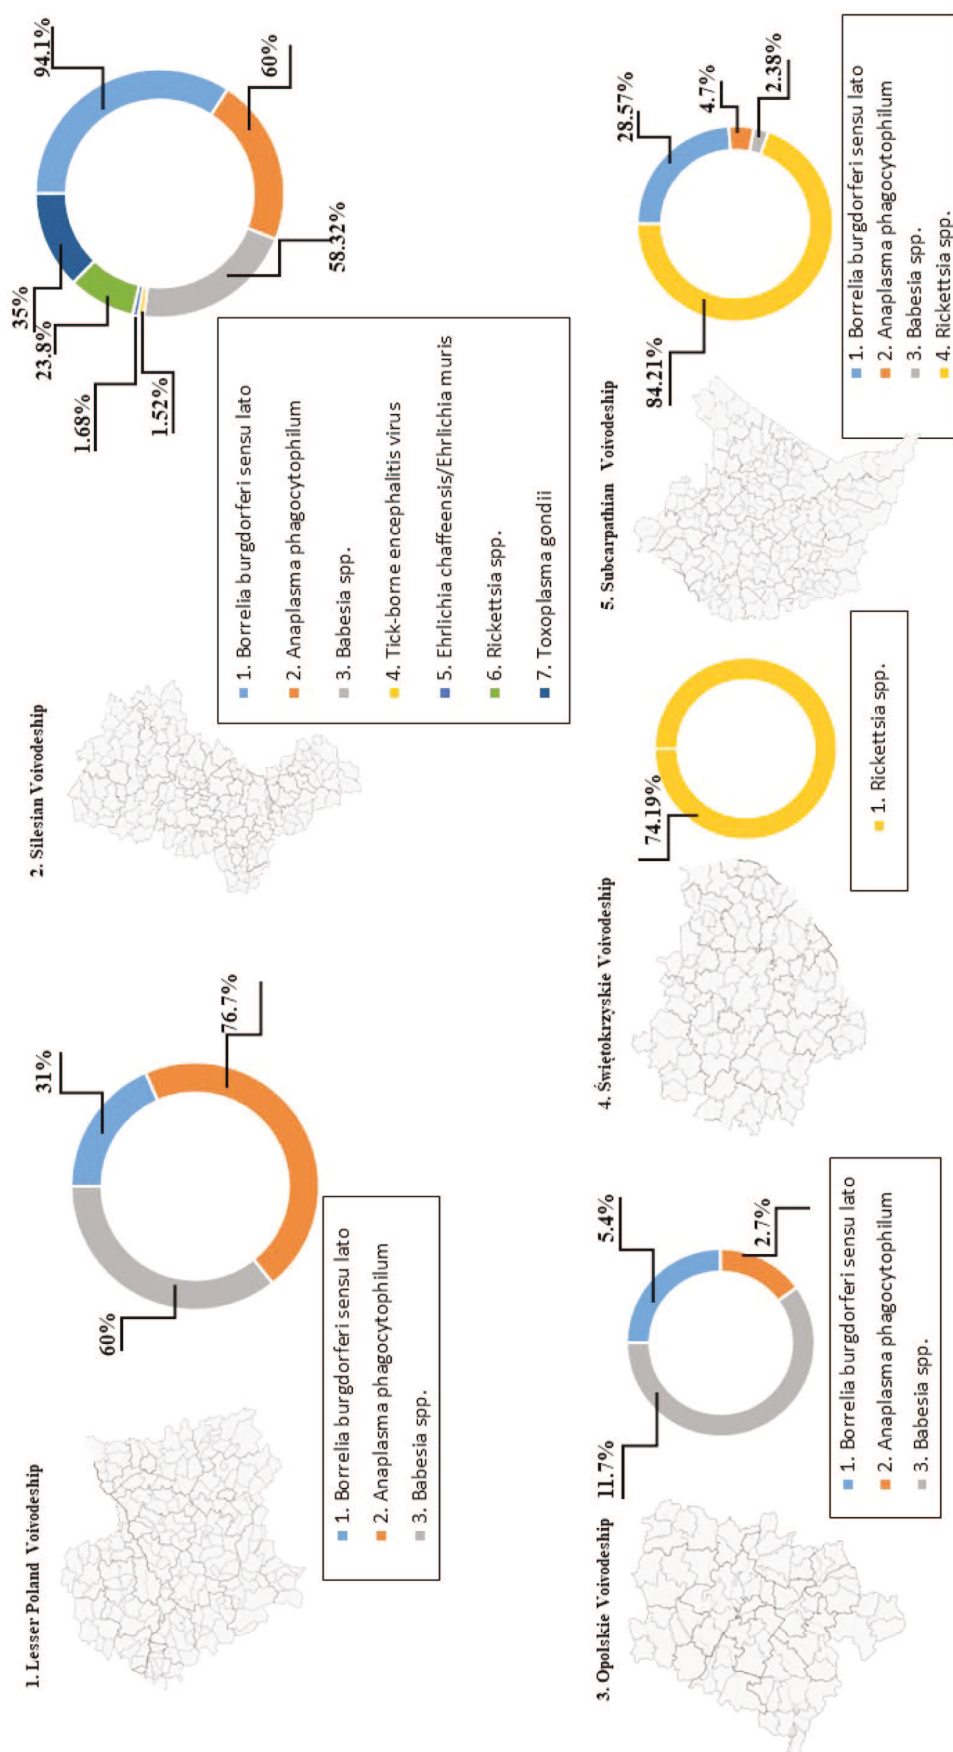 1. Lesser Poland Voivodeship
31%
76.7%
60%
1. Borrelia burgdorferi sensu lato
2. Anaplasma phagocytophilum
3. Babesia spp.
2. Silesian Voivodeship
94.1%
60%
58.32%
1.52%
1.68%
23.8%
35%
1. Borrelia burgdorferi sensu lato
2. Anaplasma phagocytophilum
3. Babesia spp.
4. Tick-borne encephalitis virus
5. Ehrlichia chaffeensis/Ehrlichia muris
6. Rickettsia spp.
7. Toxoplasma gondii
3. Opolskie Voivodeship
5.4%
2.7%
11.7%
1. Borrelia burgdorferi sensu lato
2. Anaplasma phagocytophilum
3. Babesia spp.
4. Świętokrzyskie Voivodeship
74.19%
1. Rickettsia spp.
5. Subcarpathian Voivodeship
28.57%
4.7%
2.38%
84.21%
1. Borrelia burgdorferi sensu lato
2. Anaplasma phagocytophilum
3. Babesia spp.
4. Rickettsia spp.